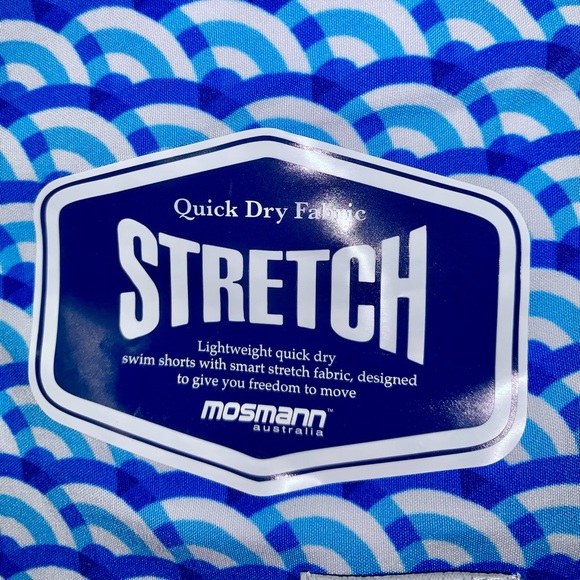 Quick Dry Fabric
STRETCH
Lightweight quick dry
swim shorts with smart stretch fabric, designed
to give you freedom to move
mosmann™
australia